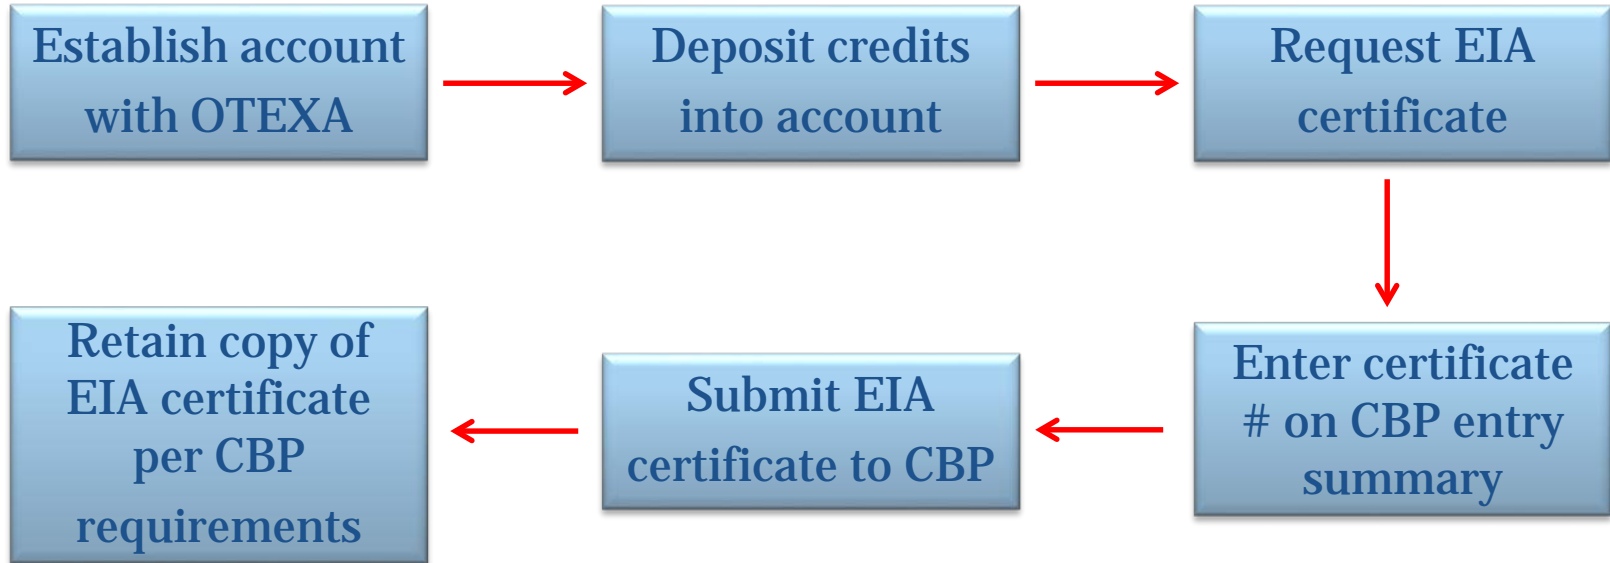 Establish account
with OTEXA
Deposit credits
into account
Request EIA
certificate
Enter certificate
# on CBP entry
summary
Submit EIA
certificate to CBP
Retain copy of
EIA certificate
per CBP
requirements